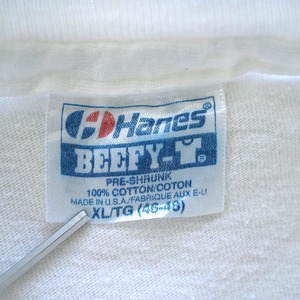 Hanes®
BEEFY-T®
PRE-SHRUNK
100% COTTON/COTON
MADE IN U.S.A./FABRIQUE AUX E-U
XL/TG (46-48)